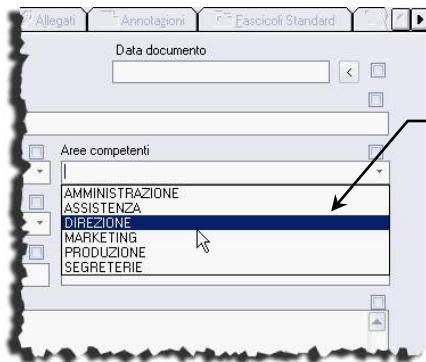 Allegati Annotazioni Fascicoli Standard
Data documento
<
Aree competenti
AMMINISTRAZIONE
ASSISTENZA
DIREZIONE
MARKETING
PRODUZIONE
SEGRETERIE